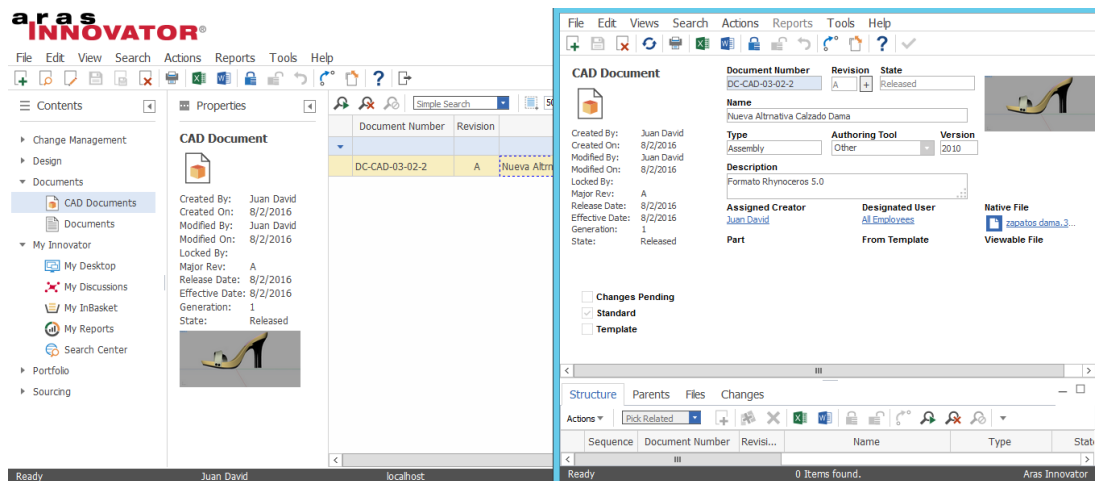 aras
INNOVATOR®
File Edit View Search Actions Reports Tools Help
Contents
Change Management
Design
Documents
CAD Documents
Documents
My Innovator
My Desktop
My Discussions
My InBasket
My Reports
Search Center
Portfolio
Sourcing
Properties
CAD Document
Created By: Juan David
Created On: 8/2/2016
Modified By: Juan David
Modified On: 8/2/2016
Locked By:
Major Rev: A
Release Date: 8/2/2016
Effective Date: 8/2/2016
Generation: 1
State: Released
Simple Search 50
Document Number Revision
DC-CAD-03-02-2 A Nueva Altrn
Ready Juan David localhost
File Edit Views Search Actions Reports Tools Help
CAD Document
Created By: Juan David
Created On: 8/2/2016
Modified By: Juan David
Modified On: 8/2/2016
Locked By:
Major Rev: A
Release Date: 8/2/2016
Effective Date: 8/2/2016
Generation: 1
State: Released
Document Number Revision State
DC-CAD-03-02-2 A + Released
Name
Nueva Altrnativa Calzado Dama
Type Authoring Tool Version
Assembly Other 2010
Description
Formato Rhynoceros 5.0
Assigned Creator Designated User Native File
Juan David All Employees zapatos dama.3...
Part From Template Viewable File
Changes Pending
Standard
Template
Structure Parents Files Changes
Actions Pick Related
Sequence Document Number Revisi... Name Type Stat
Ready 0 Items found. Aras Innovator